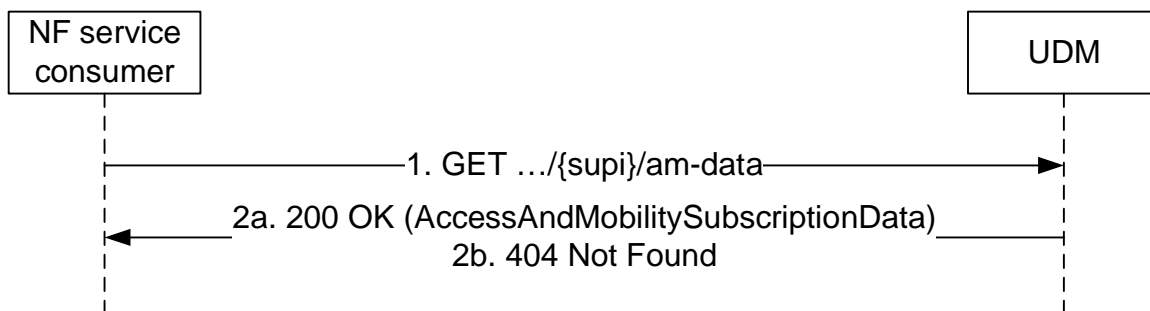 NF service
consumer
UDM
1. GET …/{supi}/am-data
2a. 200 OK (AccessAndMobilitySubscriptionData)
2b. 404 Not Found